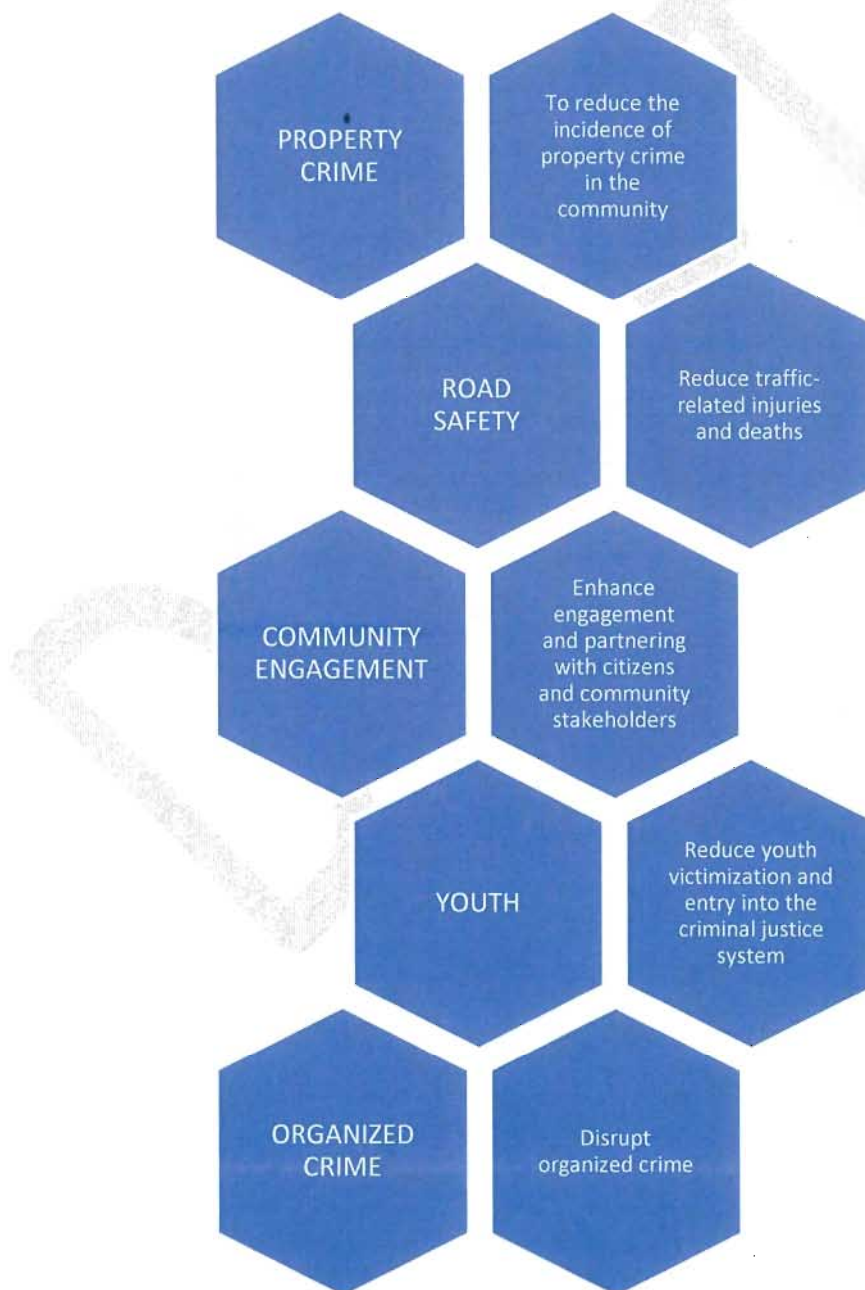 PROPERTY
CRIME
To reduce the
incidence of
property crime
in the
community
ROAD
SAFETY
Reduce traffic-
related injuries
and deaths
COMMUNITY
ENGAGEMENT
Enhance
engagement
and partnering
with citizens
and community
stakeholders
YOUTH
Reduce youth
victimization and
entry into the
criminal justice
system
ORGANIZED
CRIME
Disrupt
organized crime